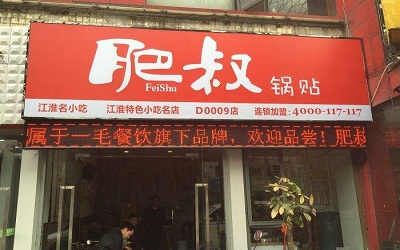 肥叔锅贴
FeiShu
江淮名小吃 江淮特色小吃名店 D0009店 连锁加盟:4000-117-117
属于一毛餐饮旗下品牌,欢迎品尝!肥叔